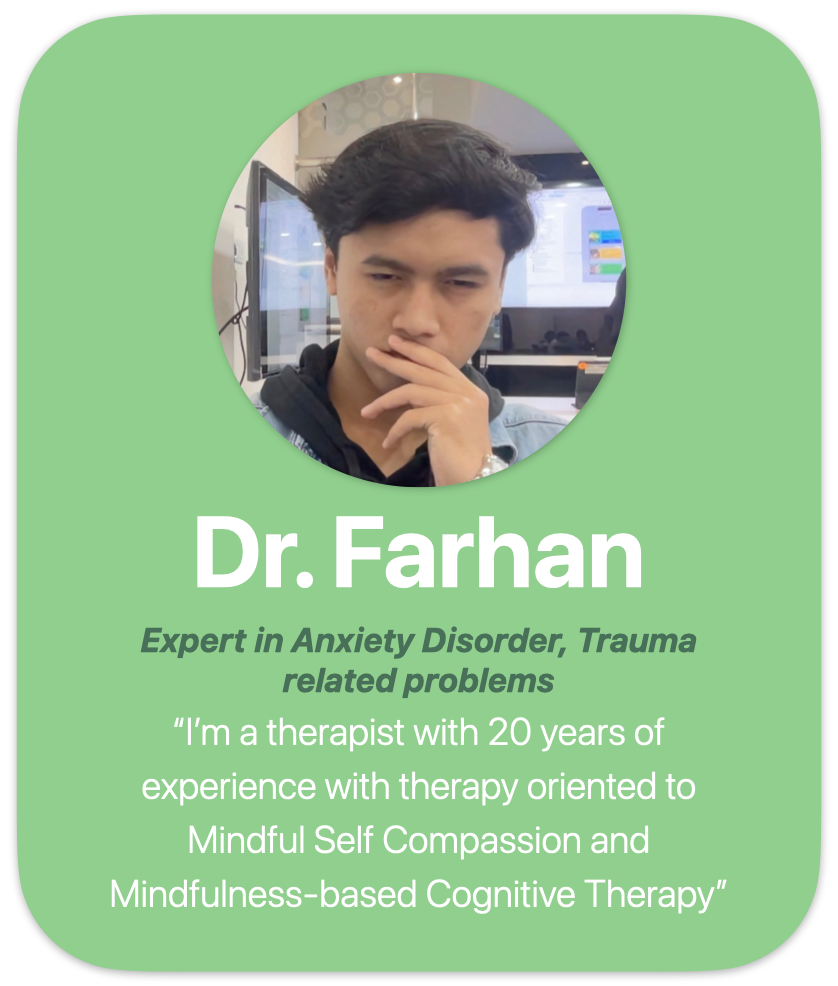 Dr. Farhan
Expert in Anxiety Disorder, Trauma
related problems
“I’m a therapist with 20 years of
experience with therapy oriented to
Mindful Self Compassion and
Mindfulness-based Cognitive Therapy”